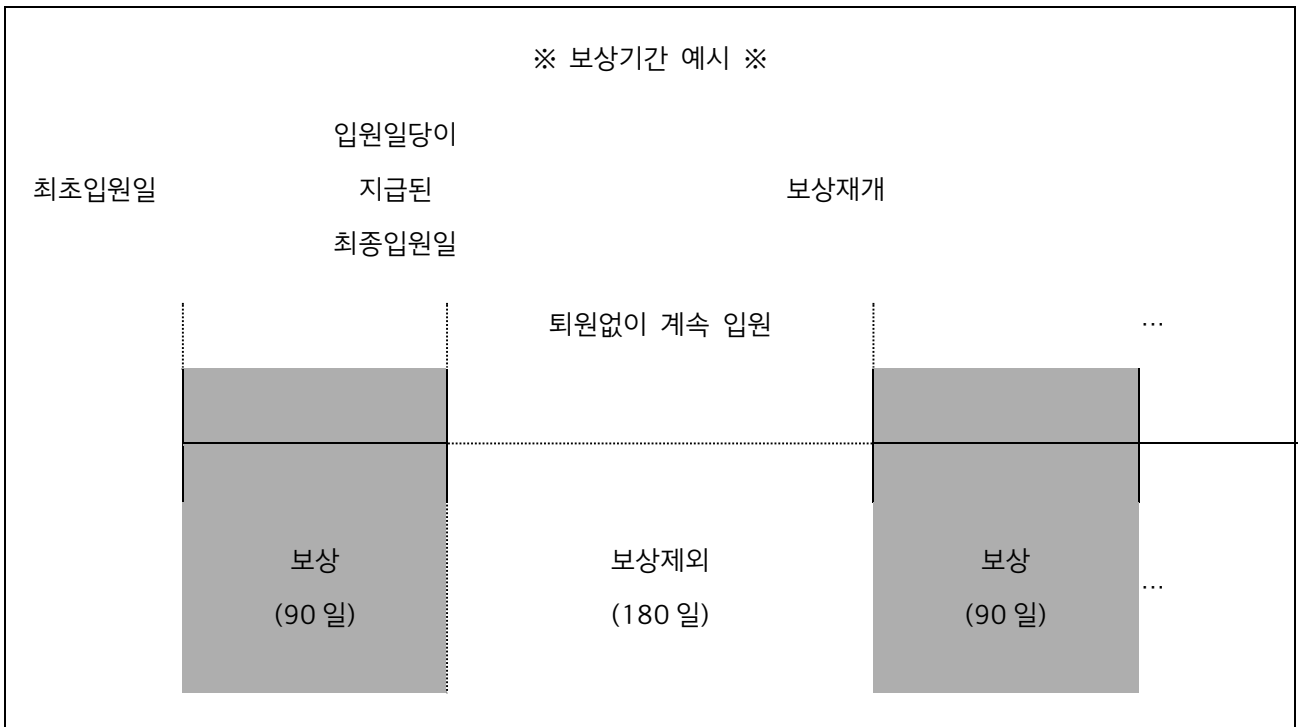 ※ 보상기간 예시 ※
입원일당이
최초입원일 지급된 보상재개
최종입원일
퇴원없이 계속 입원 …
보상 보상제외 보상
(90 일) (180 일) (90 일) …